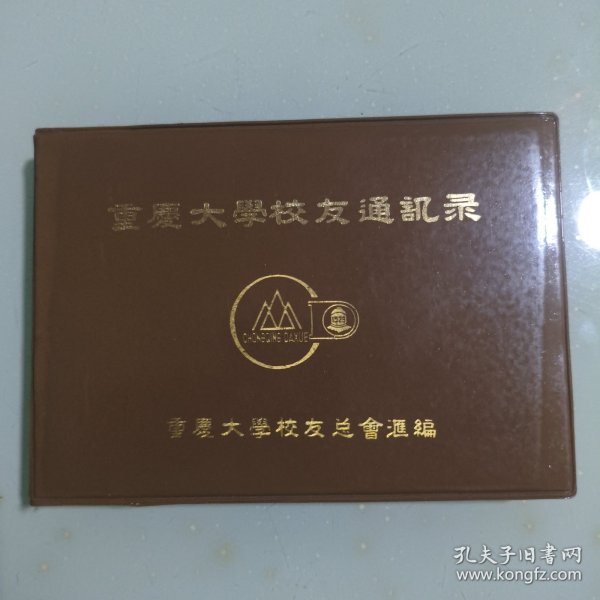 重慶大學校友通訊录
CHONGQING DAXUE
重慶大學校友总會滙編
孔夫子旧書网
www.kongfz.com